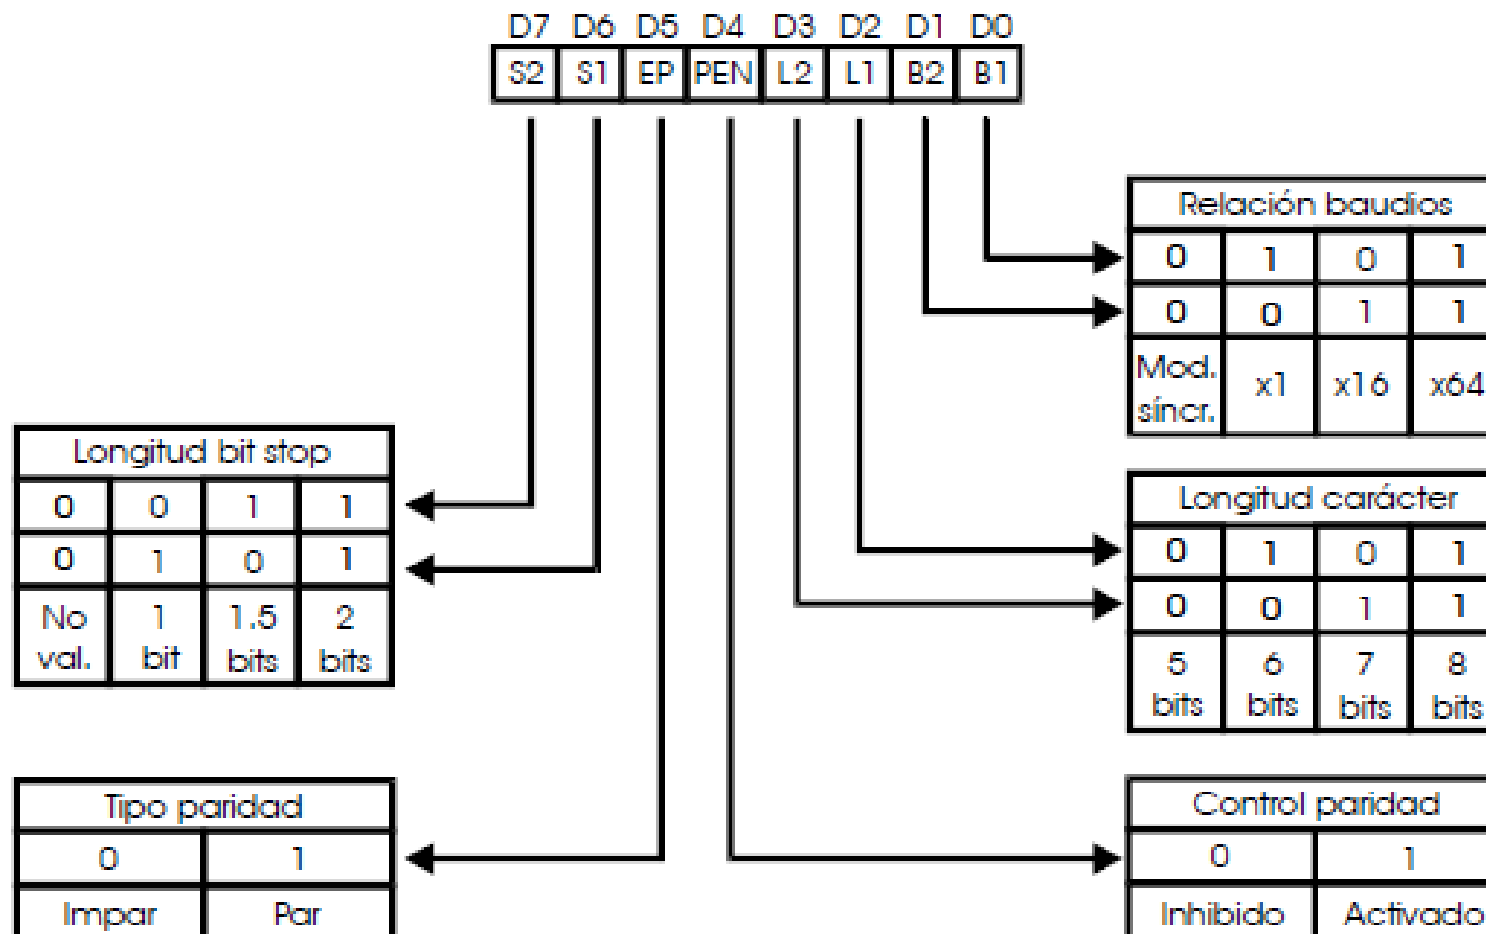 D7 D6 D5 D4 D3 D2 D1 D0
S2 S1 EP PEN L2 L1 B2 B1
Relación baudios
0 1 0 1
0 0 1 1
Mod. síncr. x1 x16 x64
Longitud bit stop
0 0 1 1
0 1 0 1
No val. 1 bit 1.5 bits 2 bits
Longitud carácter
0 1 0 1
0 0 1 1
5 bits 6 bits 7 bits 8 bits
Tipo paridad
0 1
Impar Par
Control paridad
0 1
Inhibido Activado